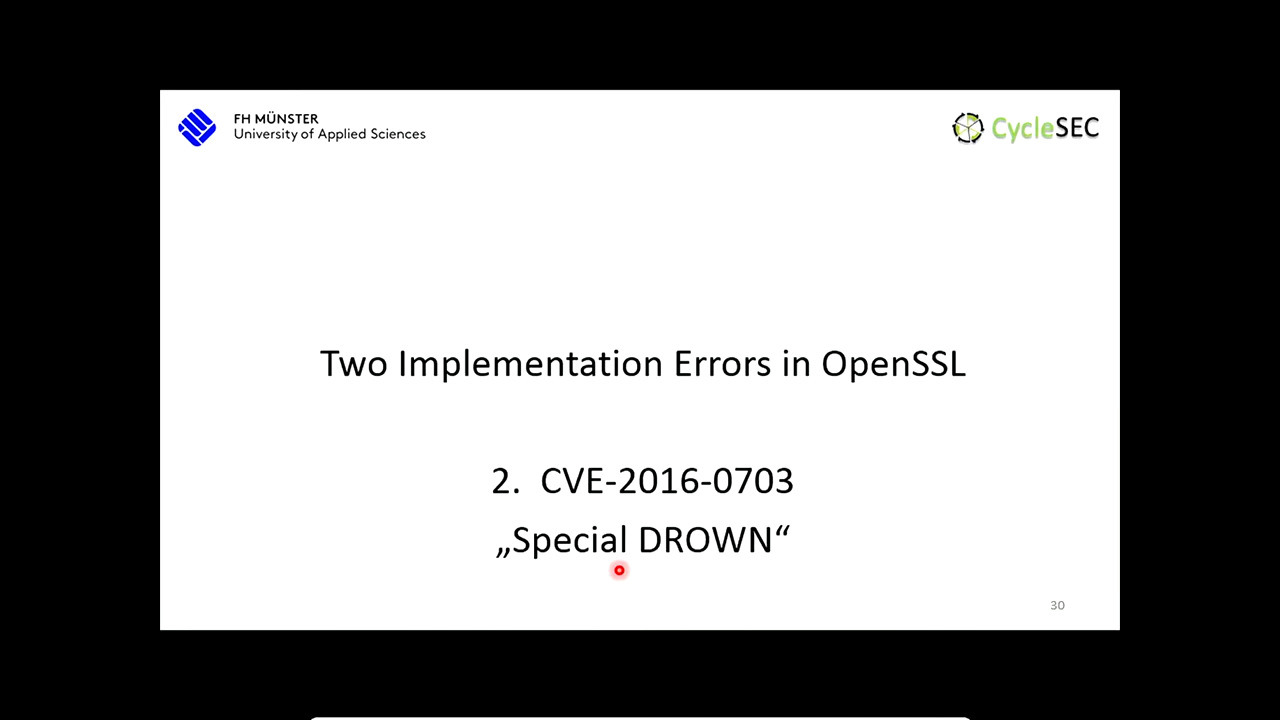 FH MÜNSTER
University of Applied Sciences
CycleSEC
Two Implementation Errors in OpenSSL
2. CVE-2016-0703
„Special DROWN“
30